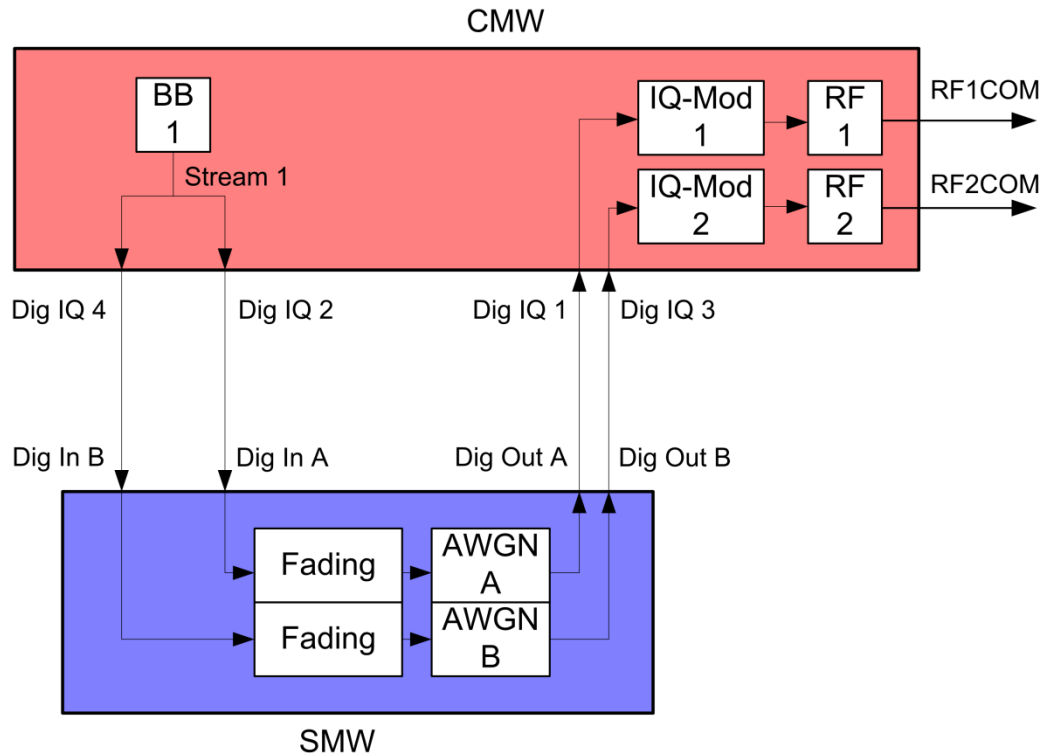 CMW
BB
1
Stream 1
IQ-Mod
1
RF
1
RF1COM
IQ-Mod
2
RF
2
RF2COM
Dig IQ 4
Dig IQ 2
Dig IQ 1
Dig IQ 3
Dig In B
Dig In A
Dig Out A
Dig Out B
Fading
AWGN
A
Fading
AWGN
B
SMW